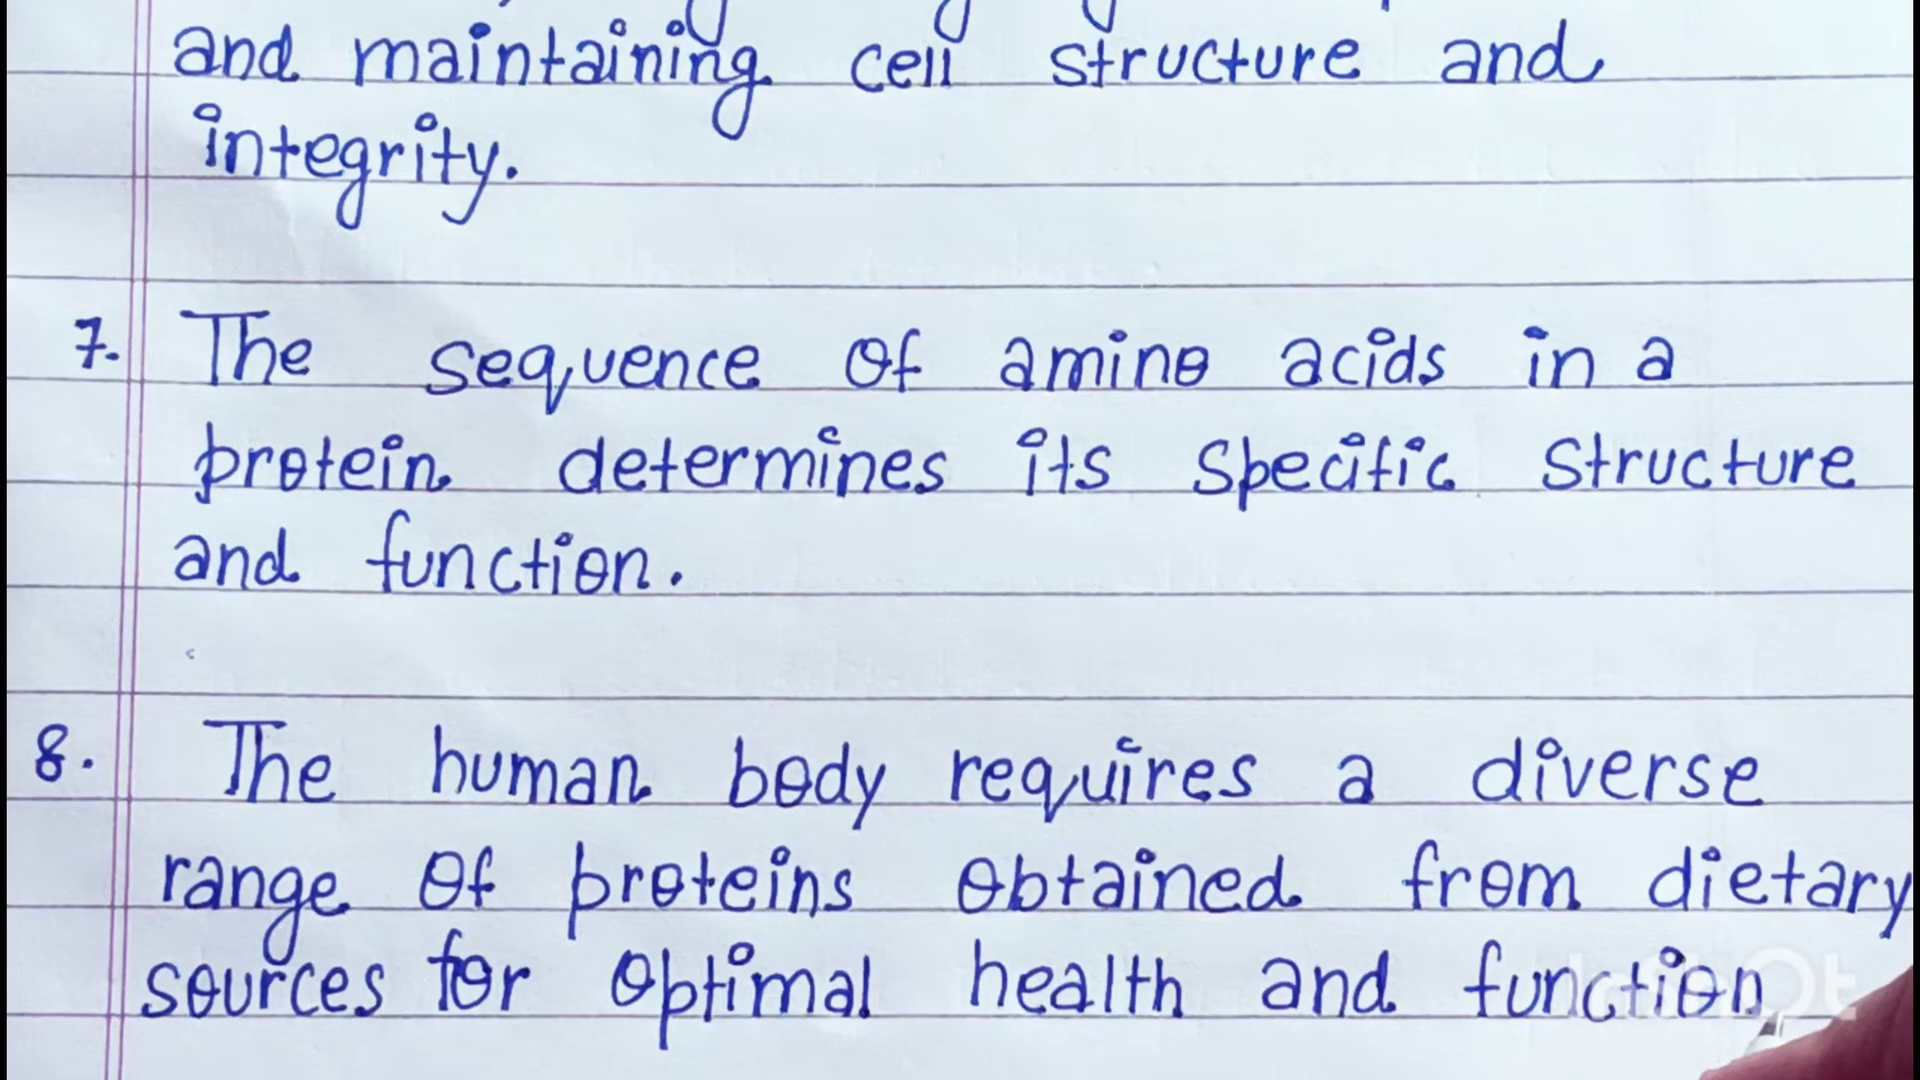 and maintaining cell structure and
integrity.
7. The sequence of amino acids in a
protein determines its specific structure
and function.
8. The human body requires a diverse
range of proteins obtained from dietary
sources for optimal health and function
InShOt